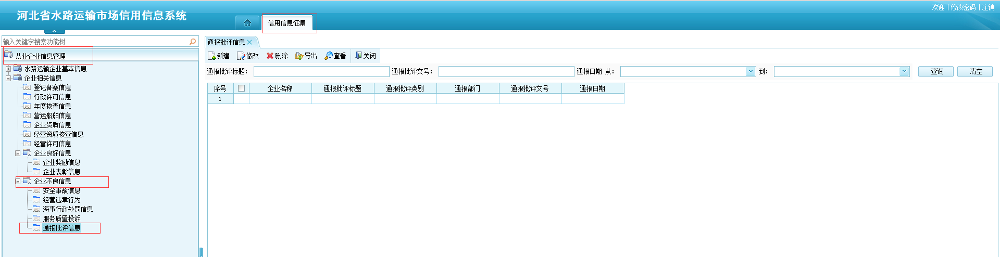 河北省水路运输市场信用信息系统
信用信息征集
欢迎 | 修改密码 | 注销
输入关键字搜索功能树
从业企业信息管理
水路运输企业基本信息
企业相关信息
登记备案信息
行政许可信息
年度核查信息
营运船舶信息
企业资质信息
经营资质核查信息
经营许可信息
企业良好信息
企业奖励信息
企业表彰信息
企业不良信息
安全事故信息
经营违章行为
海事行政处罚信息
服务质量投诉
通报批评信息
通报批评信息
新建 修改 删除 导出 查看 关闭
通报批评标题: 通报批评文号: 通报日期 从: 到: 查询 清空
序号 企业名称 通报批评标题 通报批评类别 通报部门 通报批评文号 通报日期
1